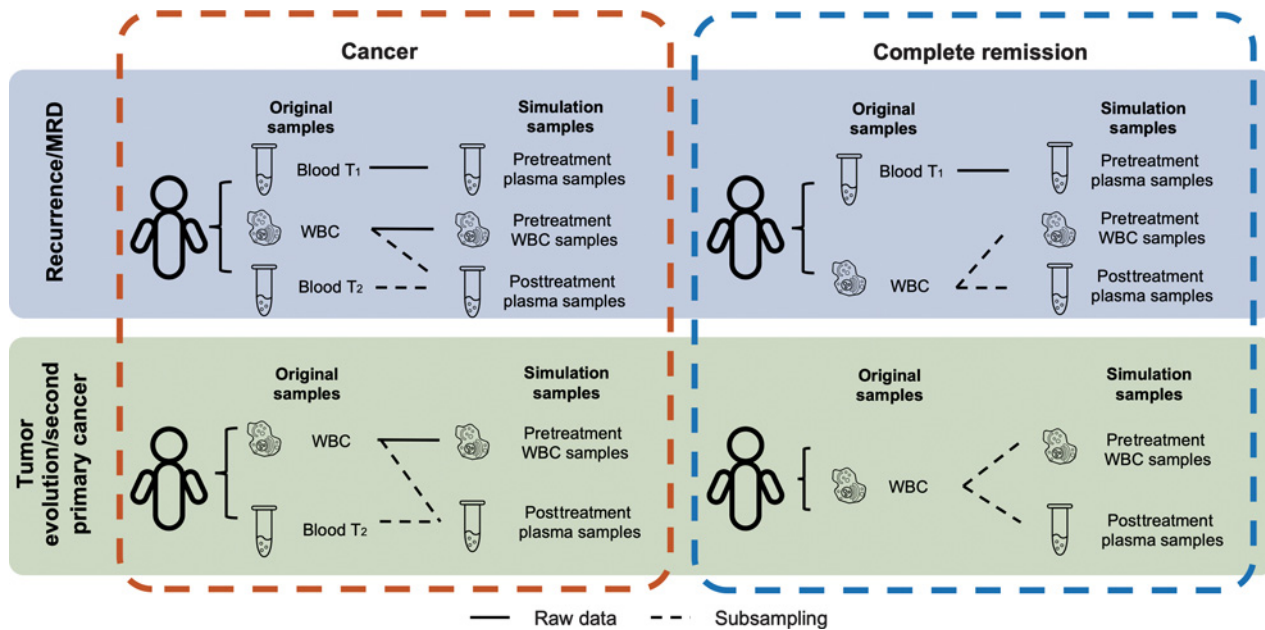 Cancer
Complete remission
Recurrence/MRD
Original
samples
Simulation
samples
Blood T1
Pretreatment
plasma samples
WBC
Pretreatment
WBC samples
Blood T2
Posttreatment
plasma samples
Original
samples
Simulation
samples
Blood T1
Pretreatment
plasma samples
Pretreatment
WBC samples
WBC
Posttreatment
plasma samples
Tumor
evolution/second
primary cancer
Original
samples
Simulation
samples
WBC
Pretreatment
WBC samples
Blood T2
Posttreatment
plasma samples
Original
samples
Simulation
samples
WBC
Pretreatment
WBC samples
Posttreatment
plasma samples
Raw data
Subsampling